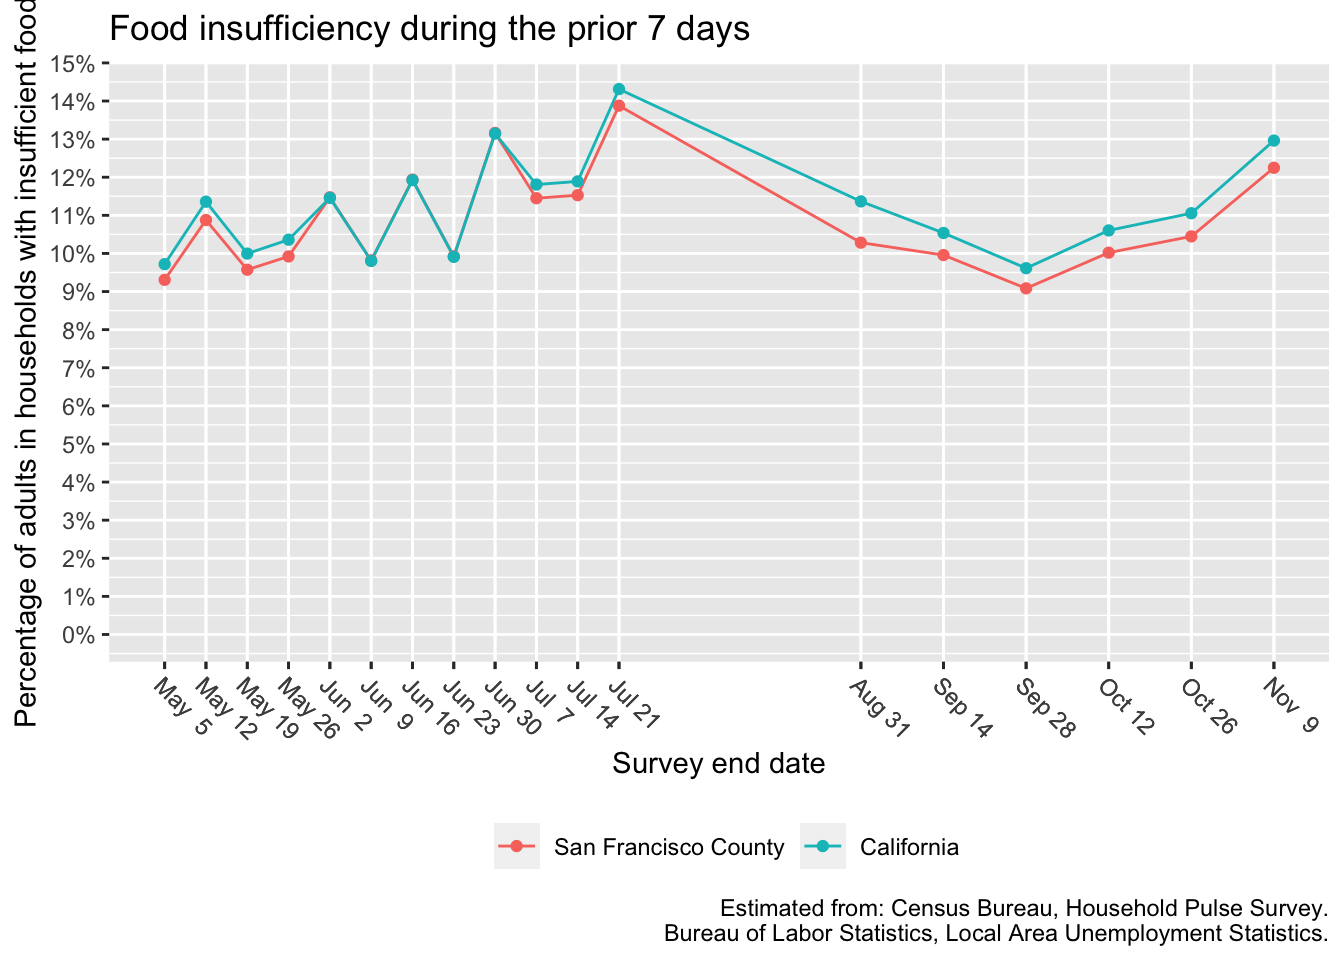 Food insufficiency during the prior 7 days
Percentage of adults in households with insufficient food
15%
14%
13%
12%
11%
10%
9%
8%
7%
6%
5%
4%
3%
2%
1%
0%
May 5
May 12
May 19
May 26
Jun 2
Jun 9
Jun 16
Jun 23
Jun 30
Jul 7
Jul 14
Jul 21
Aug 31
Sep 14
Sep 28
Oct 12
Oct 26
Nov 9
Survey end date
San Francisco County
California
Estimated from: Census Bureau, Household Pulse Survey.
Bureau of Labor Statistics, Local Area Unemployment Statistics.